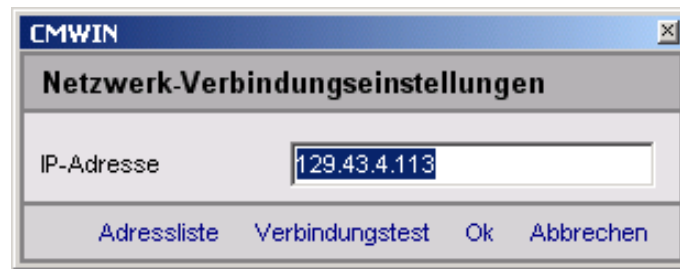 CMWIN
Netzwerk-Verbindungseinstellungen
IP-Adresse 129.43.4.113
Adressliste Verbindungstest Ok Abbrechen